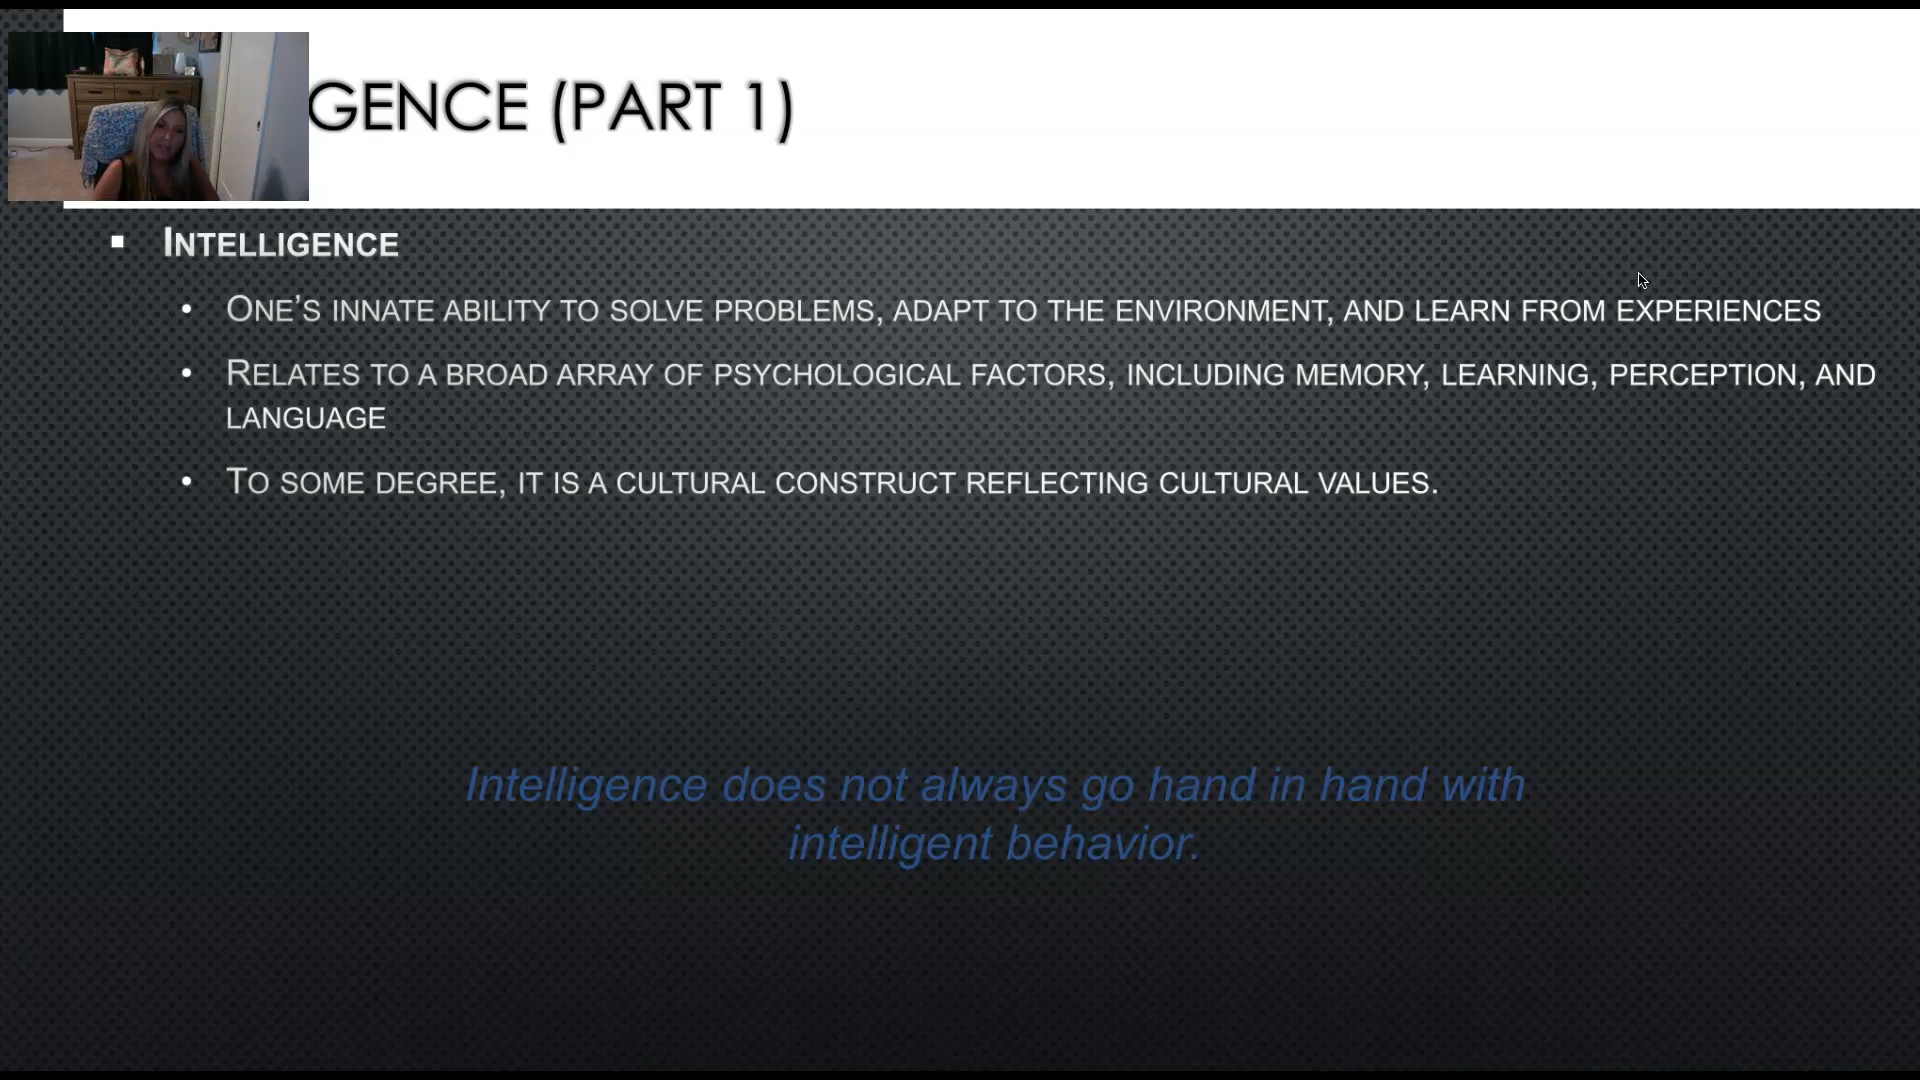 GENCE (PART 1)
INTELLIGENCE
ONE'S INNATE ABILITY TO SOLVE PROBLEMS, ADAPT TO THE ENVIRONMENT, AND LEARN FROM EXPERIENCES
RELATES TO A BROAD ARRAY OF PSYCHOLOGICAL FACTORS, INCLUDING MEMORY, LEARNING, PERCEPTION, AND
LANGUAGE
TO SOME DEGREE, IT IS A CULTURAL CONSTRUCT REFLECTING CULTURAL VALUES.
Intelligence does not always go hand in hand with
intelligent behavior.